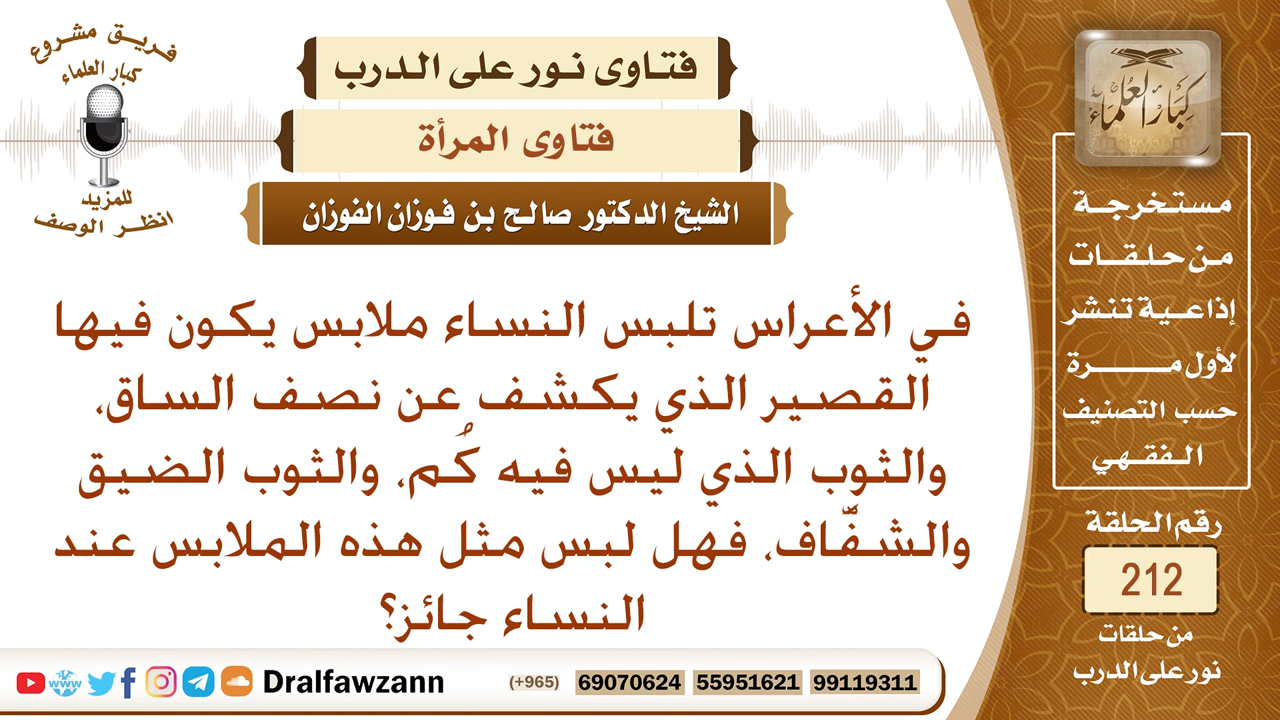 فريق مشروع
كبار العلماء
للمزيد
انظر الوصف
فتاوى نور على الدرب
فتاوى المرأة
الشيخ الدكتور صالح بن فوزان الفوزان
في الأعراس تلبس النساء ملابس يكون فيها
القصير الذي يكشف عن نصف الساق،
والثوب الذي ليس فيه كُم، والثوب الضيق
والشفّاف، فهل لبس مثل هذه الملابس عند
النساء جائز؟
كبار العلماء
مستخرجة
من حلقات
إذاعية تنشر
لأول مرة
حسب التصنيف
الفقهي
رقم الحلقة
212
من حلقات
نور على الدرب
www Dralfawzann (+965) 69070624 55951621 99119311